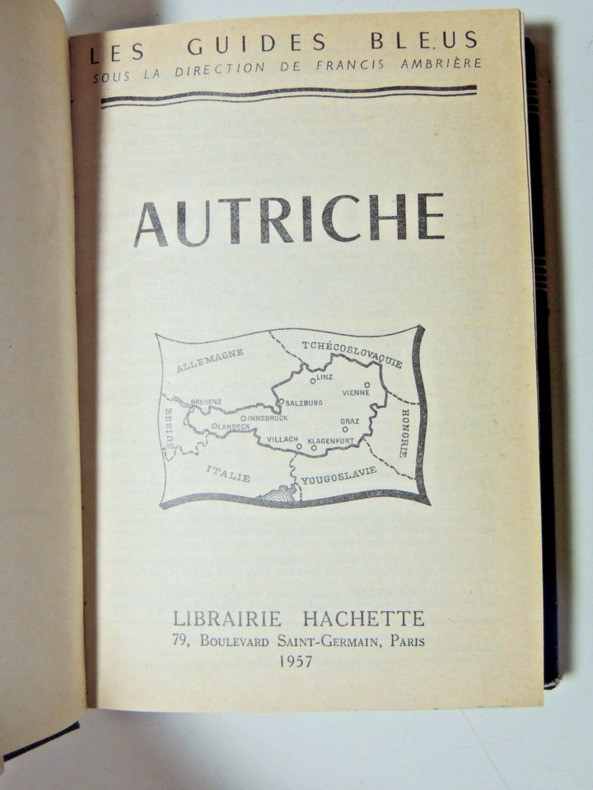 LES GUIDES BLEUS
SOUS LA DIRECTION DE FRANCIS AMBRIÈRE
AUTRICHE
ALLEMAGNE
TCHÉCOSLOVAQUIE
LINZ
VIENNE
BREGENZ
SALZBURG
SUISSE
INNSBRUCK
LANDECK
GRAZ
HONGRIE
VILLACH
KLAGENFURT
ITALIE
YOUGOSLAVIE
LIBRAIRIE HACHETTE
79, BOULEVARD SAINT-GERMAIN, PARIS
1957